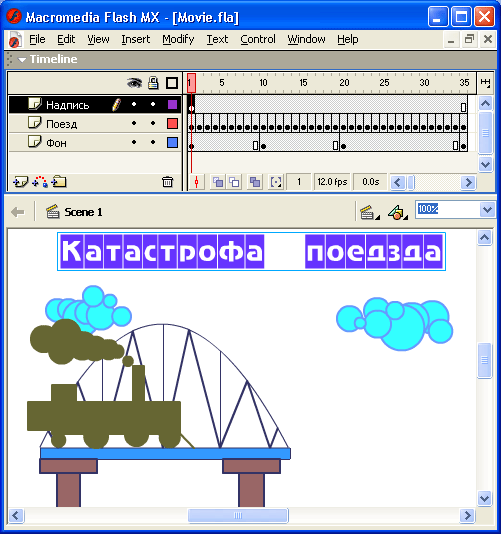 Macromedia Flash MX - [Movie.fla]
File Edit View Insert Modify Text Control Window Help
Timeline
1 5 10 15 20 25 30 35
Надпись
Поезд
Фон
1 12.0 fps 0.0s
Scene 1 100%
Катастрофа поедзда